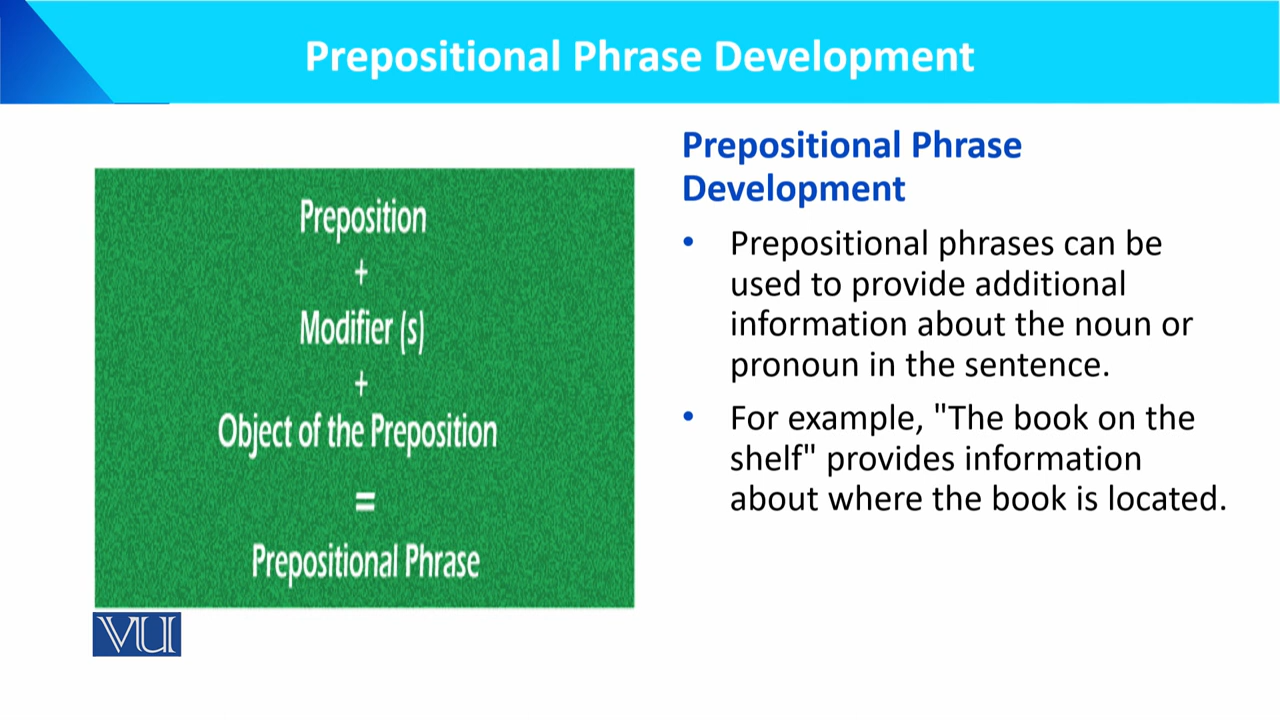 Prepositional Phrase Development
Preposition
+
Modifier (s)
+
Object of the Preposition
=
Prepositional Phrase
VU
Prepositional Phrase
Development
• Prepositional phrases can be
used to provide additional
information about the noun or
pronoun in the sentence.
• For example, "The book on the
shelf" provides information
about where the book is located.